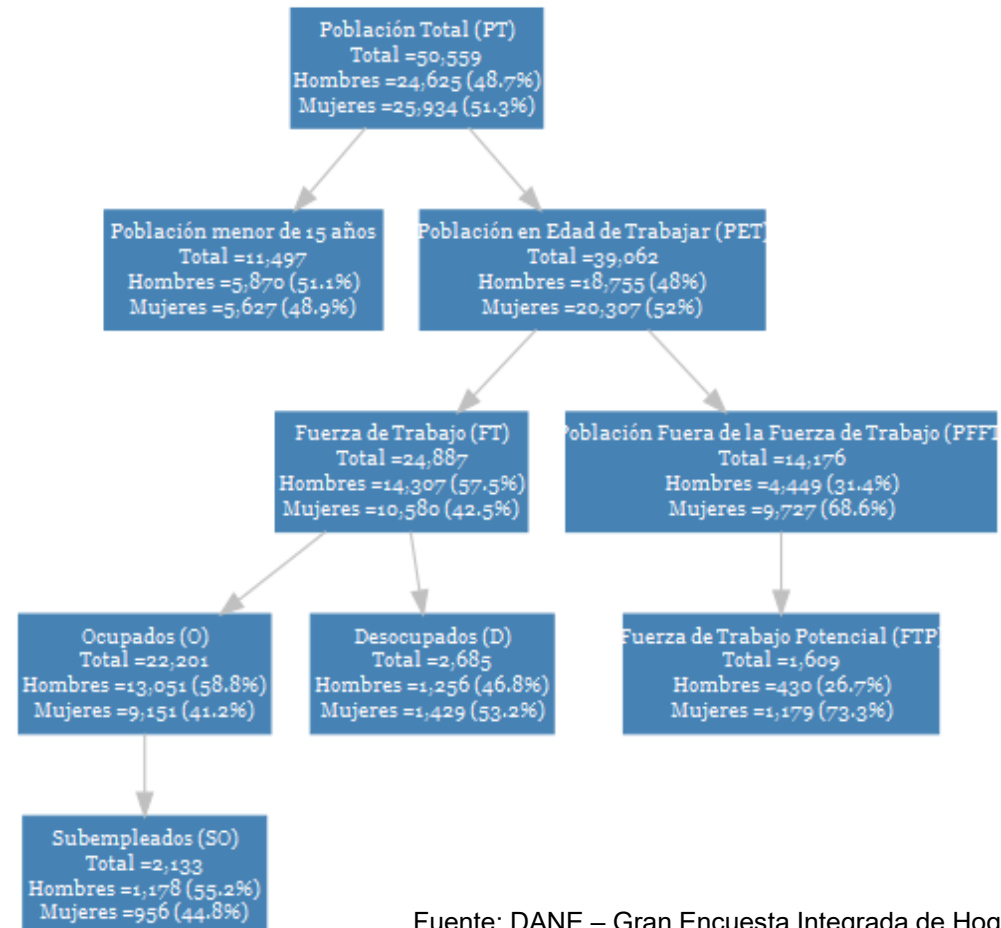 Población Total (PT)
Total =50,559
Hombres =24,625 (48.7%)
Mujeres =25,934 (51.3%)
Población menor de 15 años
Total =11,497
Hombres =5,870 (51.1%)
Mujeres =5,627 (48.9%)
Población en Edad de Trabajar (PET)
Total =39,062
Hombres =18,755 (48%)
Mujeres =20,307 (52%)
Fuerza de Trabajo (FT)
Total =24,887
Hombres =14,307 (57.5%)
Mujeres =10,580 (42.5%)
Población Fuera de la Fuerza de Trabajo (PFFT
Total =14,176
Hombres =4,449 (31.4%)
Mujeres =9,727 (68.6%)
Ocupados (O)
Total =22,201
Hombres =13,051 (58.8%)
Mujeres =9,151 (41.2%)
Desocupados (D)
Total =2,685
Hombres =1,256 (46.8%)
Mujeres =1,429 (53.2%)
Fuerza de Trabajo Potencial (FTP)
Total =1,609
Hombres =430 (26.7%)
Mujeres =1,179 (73.3%)
Subempleados (SO)
Total =2,133
Hombres =1,178 (55.2%)
Mujeres =956 (44.8%)
Fuente: DANE – Gran Encuesta Integrada de Hog